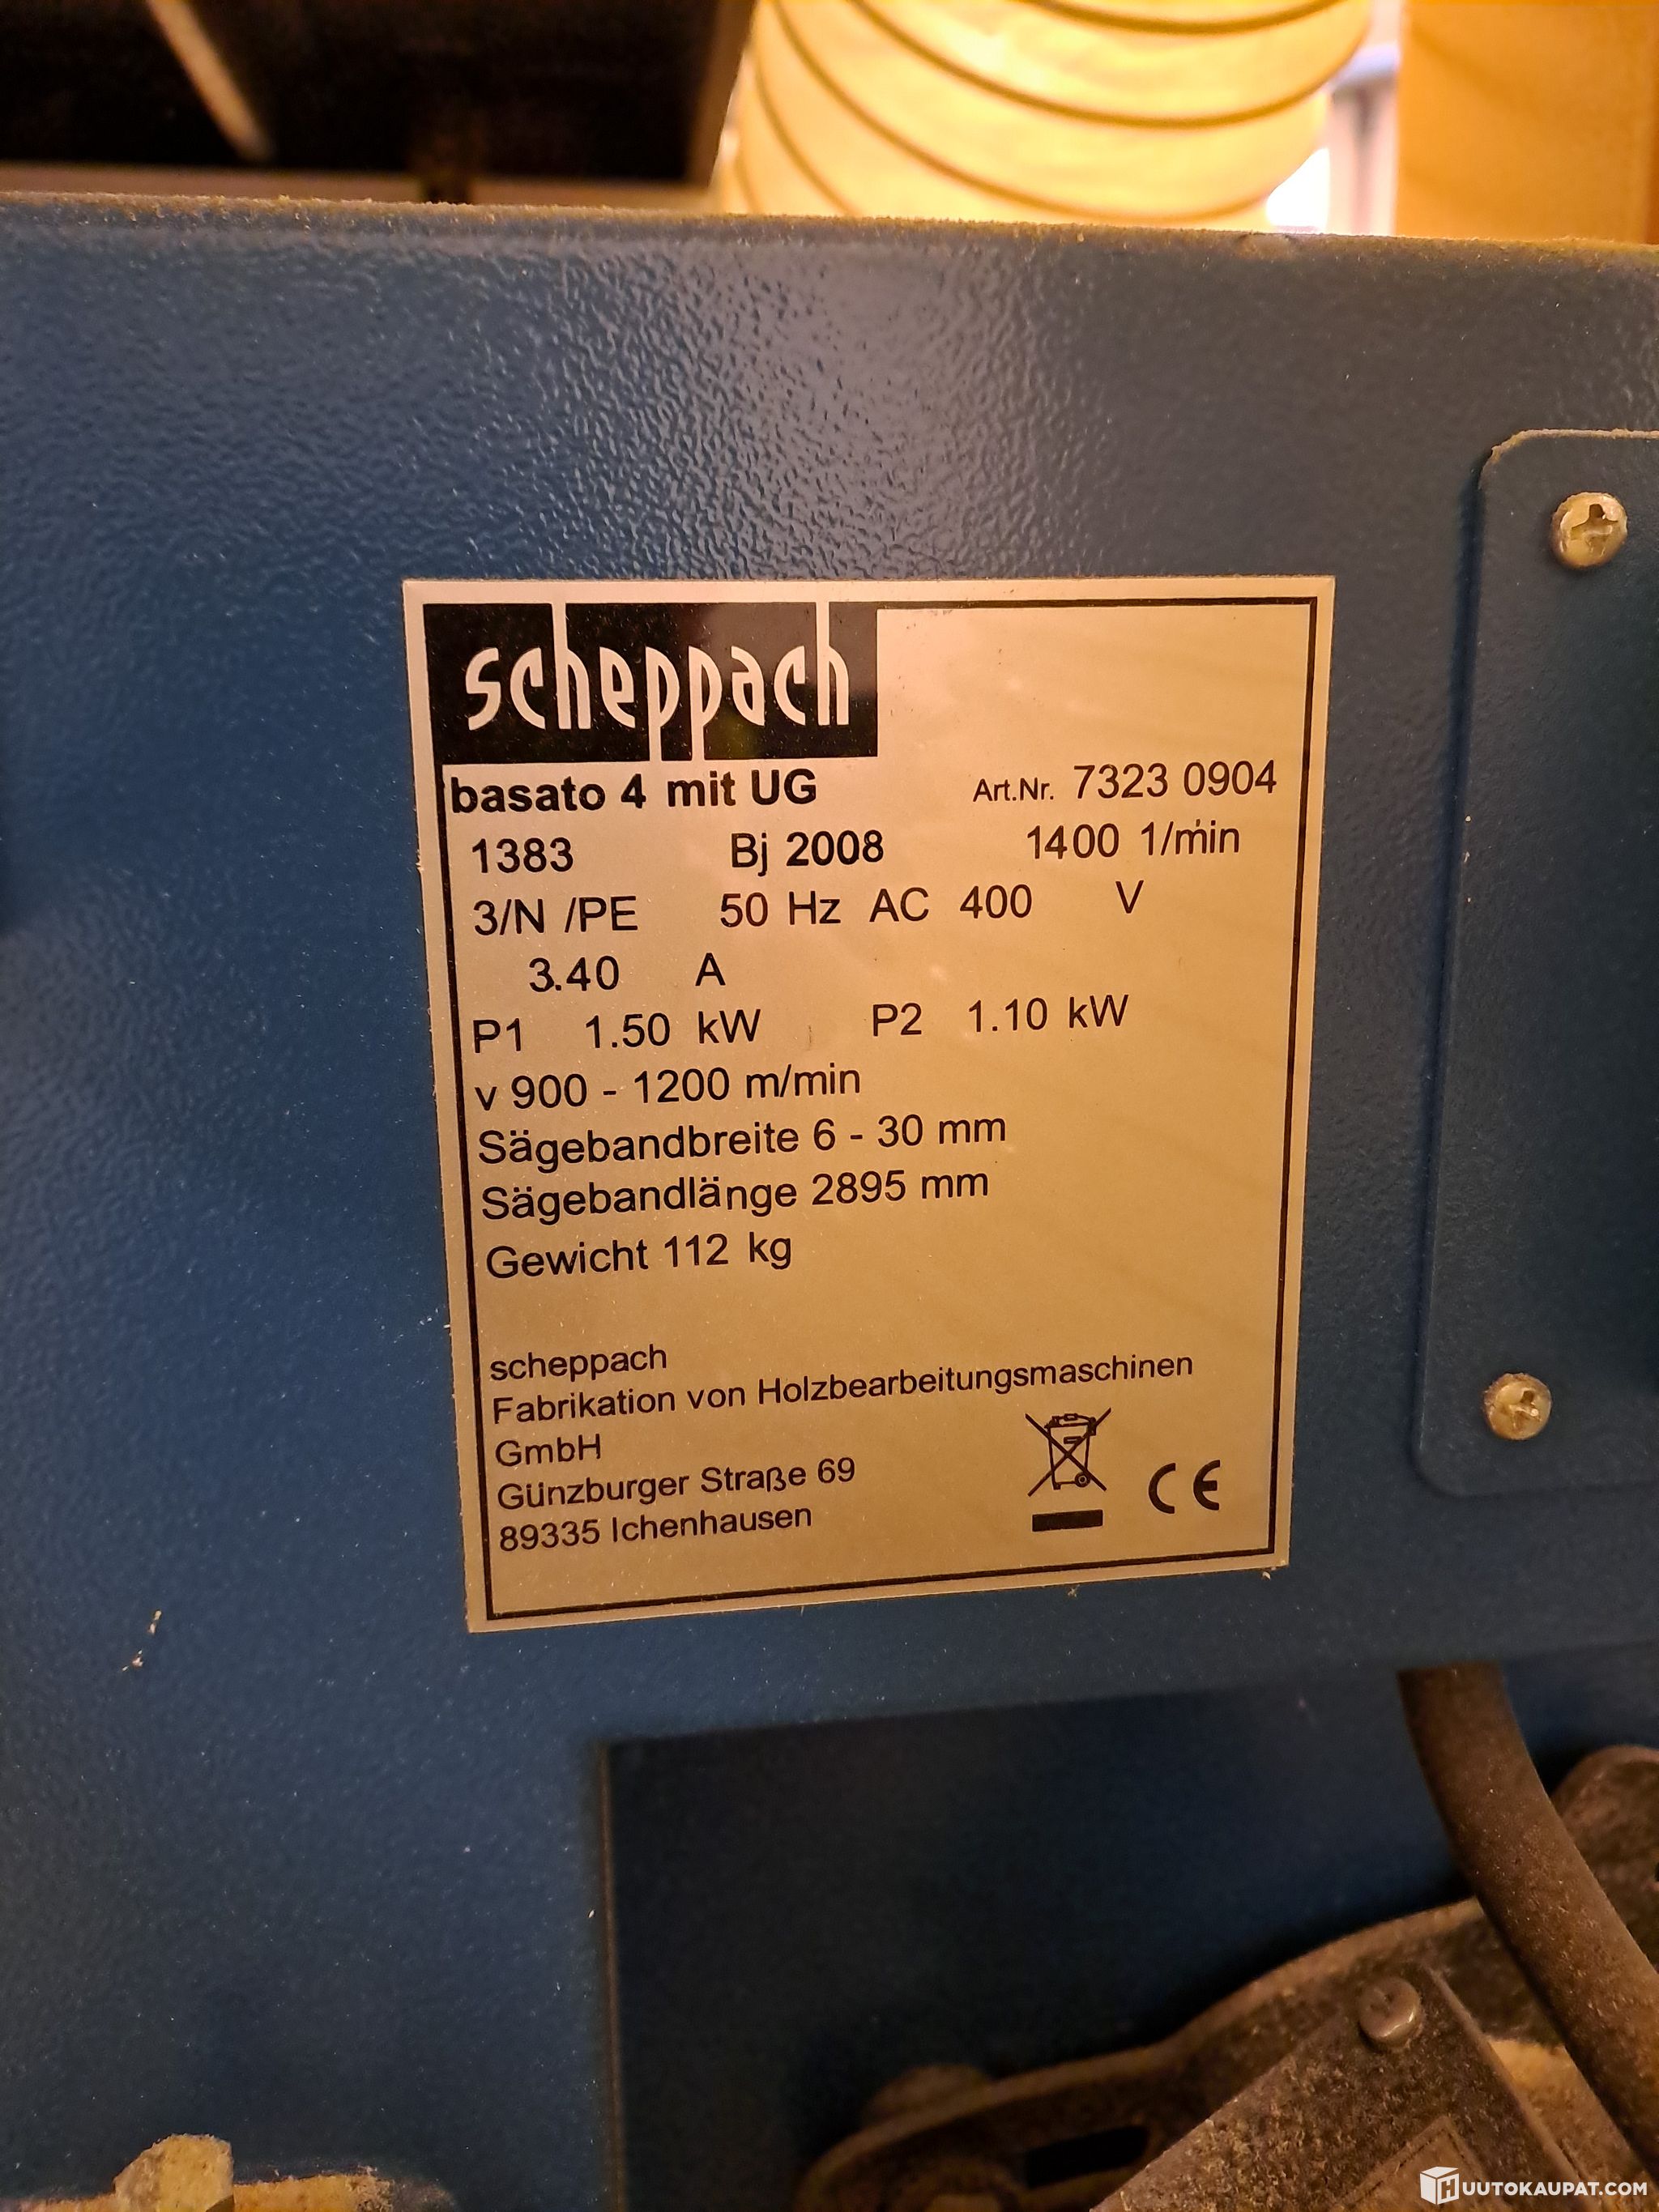 scheppach
basato 4 mit UG Art.Nr. 7323 0904
1383 Bj 2008 1400 1/min
3/N /PE 50 Hz AC 400 V
3.40 A
P1 1.50 kW P2 1.10 kW
v 900 - 1200 m/min
Sägebandbreite 6 - 30 mm
Sägebandlänge 2895 mm
Gewicht 112 kg
scheppach
Fabrikation von Holzbearbeitungsmaschinen
GmbH
Günzburger Straße 69
89335 Ichenhausen
CE
HUUTOKAUPAT.COM